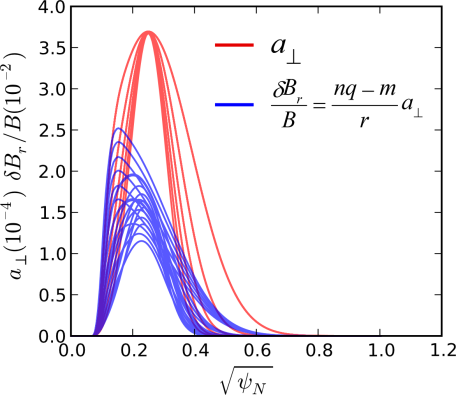 4.0
3.5
3.0
2.5
2.0
1.5
1.0
0.5
0.0
a⊥(10⁻⁴) δB_r/B(10⁻²)
a⊥
δB_r/B = (nq − m)/r a⊥
0.0 0.2 0.4 0.6 0.8 1.0 1.2
√ψ_N